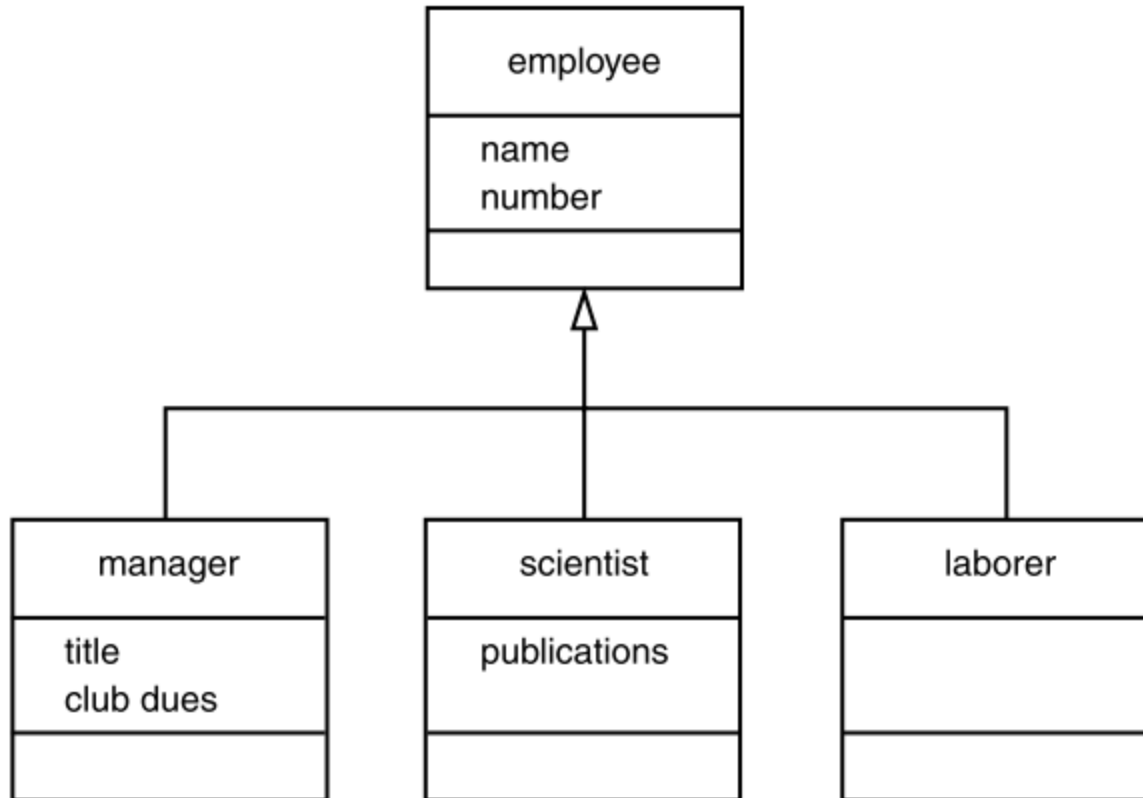 employee
name
number
manager
title
club dues
scientist
publications
laborer